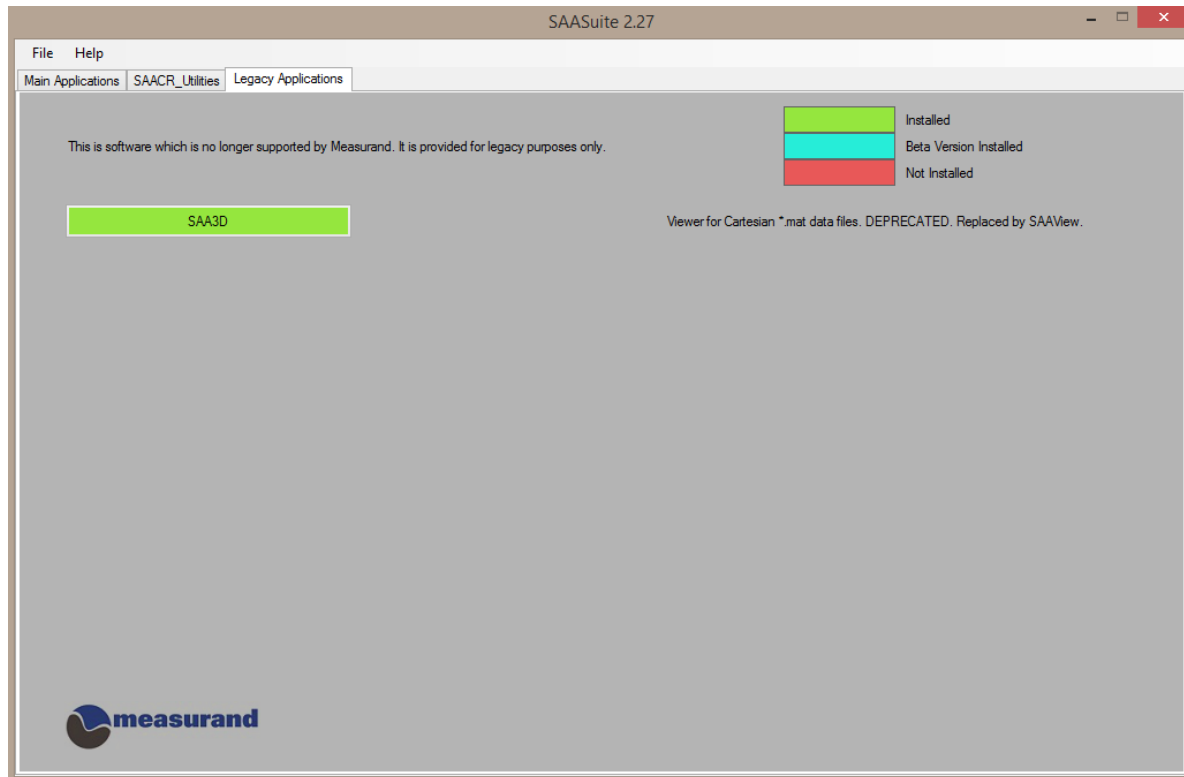 SAASuite 2.27
File Help
Main Applications SAACR_Utilities Legacy Applications
Installed
This is software which is no longer supported by Measurand. It is provided for legacy purposes only.
Beta Version Installed
Not Installed
SAA3D
Viewer for Cartesian *.mat data files. DEPRECATED. Replaced by SAAView.
measurand